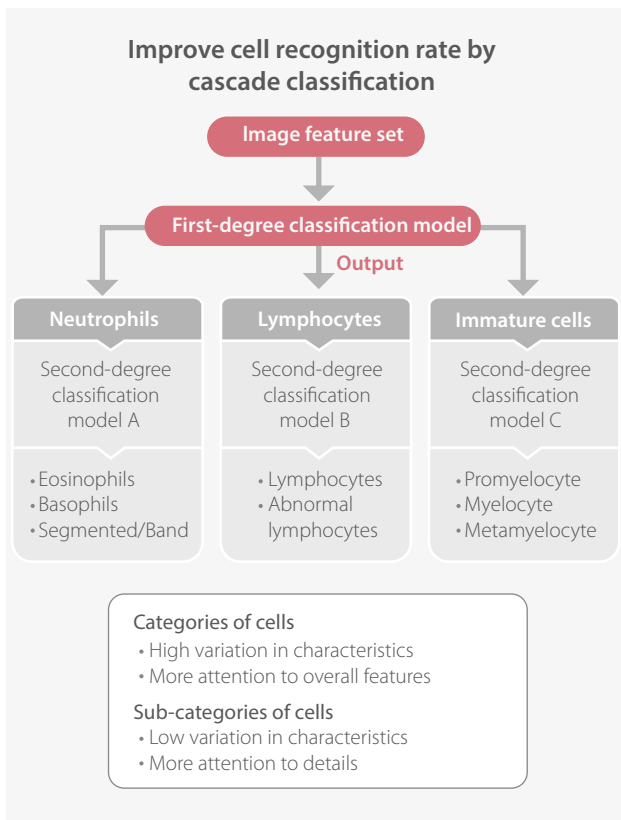 Improve cell recognition rate by
cascade classification
Image feature set
First-degree classification model
Output
Neutrophils
Second-degree
classification
model A
• Eosinophils
• Basophils
• Segmented/Band
Lymphocytes
Second-degree
classification
model B
• Lymphocytes
• Abnormal
lymphocytes
Immature cells
Second-degree
classification
model C
• Promyelocyte
• Myelocyte
• Metamyelocyte
Categories of cells
• High variation in characteristics
• More attention to overall features
Sub-categories of cells
• Low variation in characteristics
• More attention to details